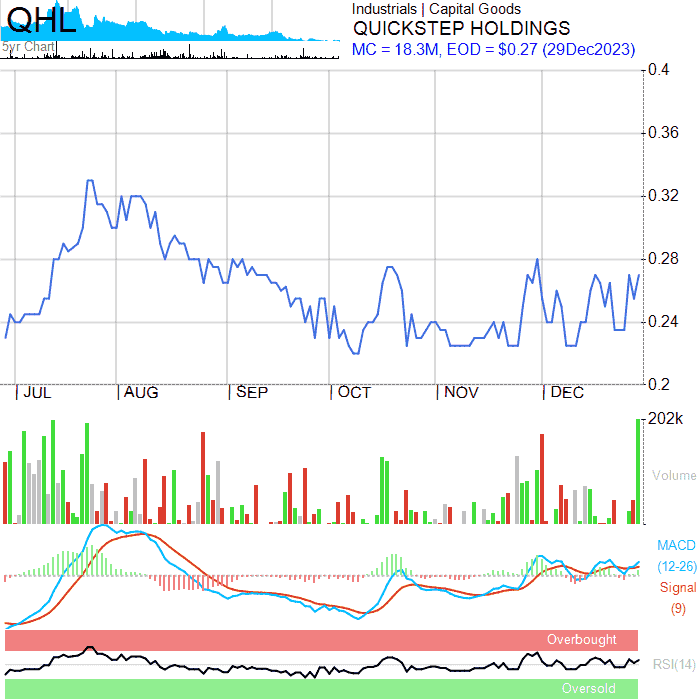 QHL
5yr Chart
Industrials | Capital Goods
QUICKSTEP HOLDINGS
MC = 18.3M, EOD = $0.27 (29Dec2023)
0.4
0.36
0.32
0.28
0.24
0.2
|JUL |AUG |SEP |OCT |NOV |DEC
202k
Volume
MACD
(12-26)
Signal
(9)
Overbought
RSI(14)
Oversold